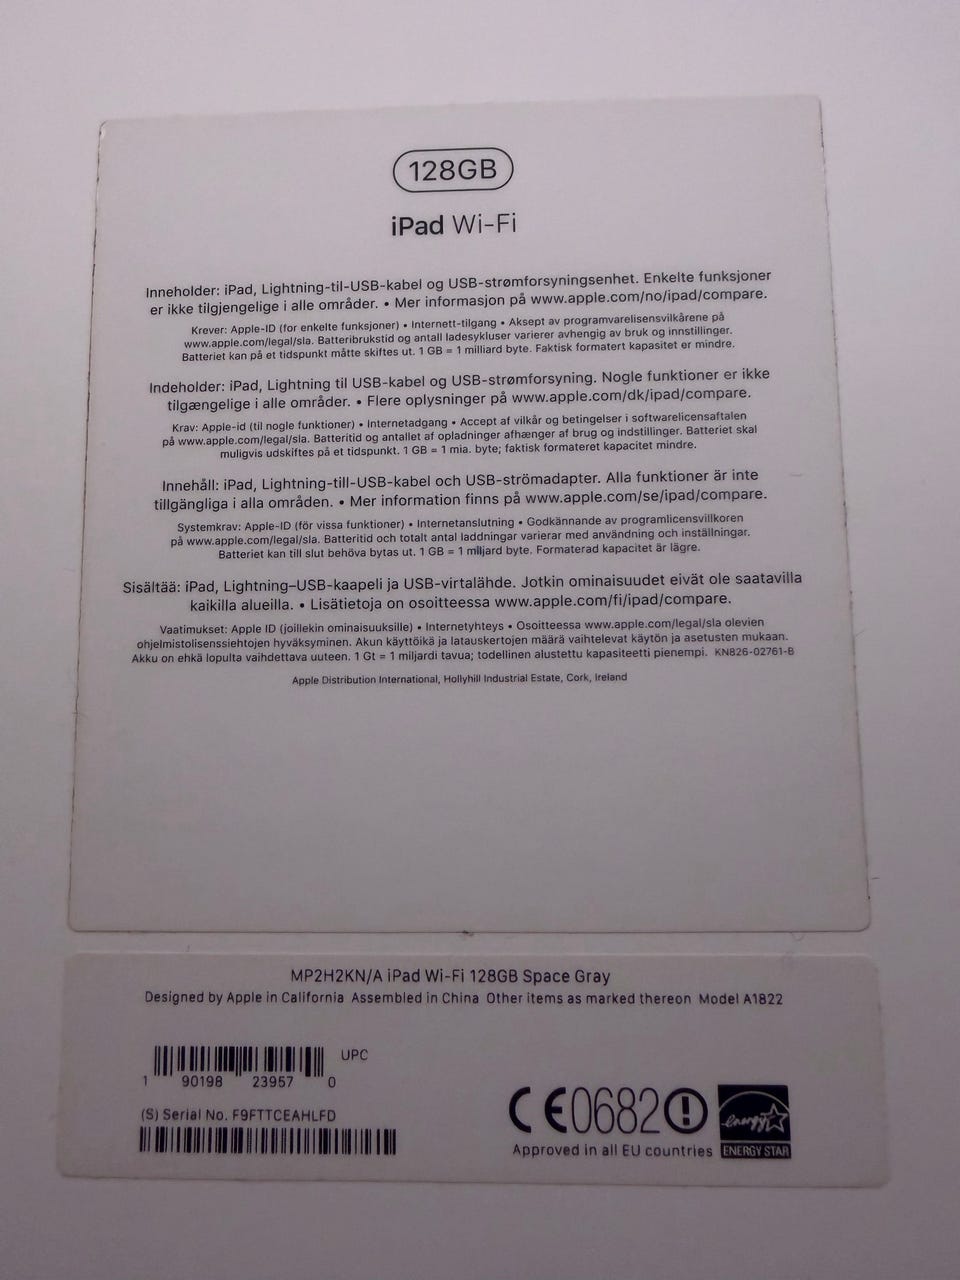 128GB
iPad Wi-Fi
Inneholder: iPad, Lightning-til-USB-kabel og USB-strømforsyningsenhet. Enkelte funksjoner
er ikke tilgjengelige i alle områder. • Mer informasjon på www.apple.com/no/ipad/compare.
Krever: Apple-ID (for enkelte funksjoner) • Internett-tilgang • Aksept av programvarelisensvilkårene på
www.apple.com/legal/sla. Batteribrukstid og antall ladesykluser varierer avhengig av bruk og innstillinger.
Batteriet kan på et tidspunkt måtte skiftes ut. 1 GB = 1 milliard byte. Faktisk formatert kapasitet er mindre.
Indeholder: iPad, Lightning til USB-kabel og USB-strømforsyning. Nogle funktioner er ikke
tilgængelige i alle områder. • Flere oplysninger på www.apple.com/dk/ipad/compare.
Krav: Apple-id (til nogle funktioner) • Internetadgang • Accept af vilkår og betingelser i softwarelicensaftalen
på www.apple.com/legal/sla. Batteritid og antallet af opladninger afhænger af brug og indstillinger. Batteriet skal
muligvis udskiftes på et tidspunkt. 1 GB = 1 mia. byte; faktisk formateret kapacitet mindre.
Innehåll: iPad, Lightning-till-USB-kabel och USB-strömadapter. Alla funktioner är inte
tillgängliga i alla områden. • Mer information finns på www.apple.com/se/ipad/compare.
Systemkrav: Apple-ID (för vissa funktioner) • Internetanslutning • Godkännande av programlicensvillkoren
på www.apple.com/legal/sla. Batteritid och totalt antal laddningar varierar med användning och inställningar.
Batteriet kan till slut behöva bytas ut. 1 GB = 1 miljard byte. Formaterad kapacitet är lägre.
Sisältää: iPad, Lightning–USB-kaapeli ja USB-virtalähde. Jotkin ominaisuudet eivät ole saatavilla
kaikilla alueilla. • Lisätietoja on osoitteessa www.apple.com/fi/ipad/compare.
Vaatimukset: Apple ID (joillekin ominaisuuksille) • Internetyhteys • Osoitteessa www.apple.com/legal/sla olevien
ohjelmistolisenssiehtojen hyväksyminen. Akun käyttöikä ja latauskertojen määrä vaihtelevat käytön ja asetusten mukaan.
Akku on ehkä lopulta vaihdettava uuteen. 1 Gt = 1 miljardi tavua; todellinen alustettu kapasiteetti pienempi. KN826-02761-B
Apple Distribution International, Hollyhill Industrial Estate, Cork, Ireland
MP2H2KN/A iPad Wi-Fi 128GB Space Gray
Designed by Apple in California Assembled in China Other items as marked thereon Model A1822
UPC
1 90198 23957 0
(S) Serial No. F9FTTCEAHLFD
CE0682
energy
ENERGY STAR
Approved in all EU countries